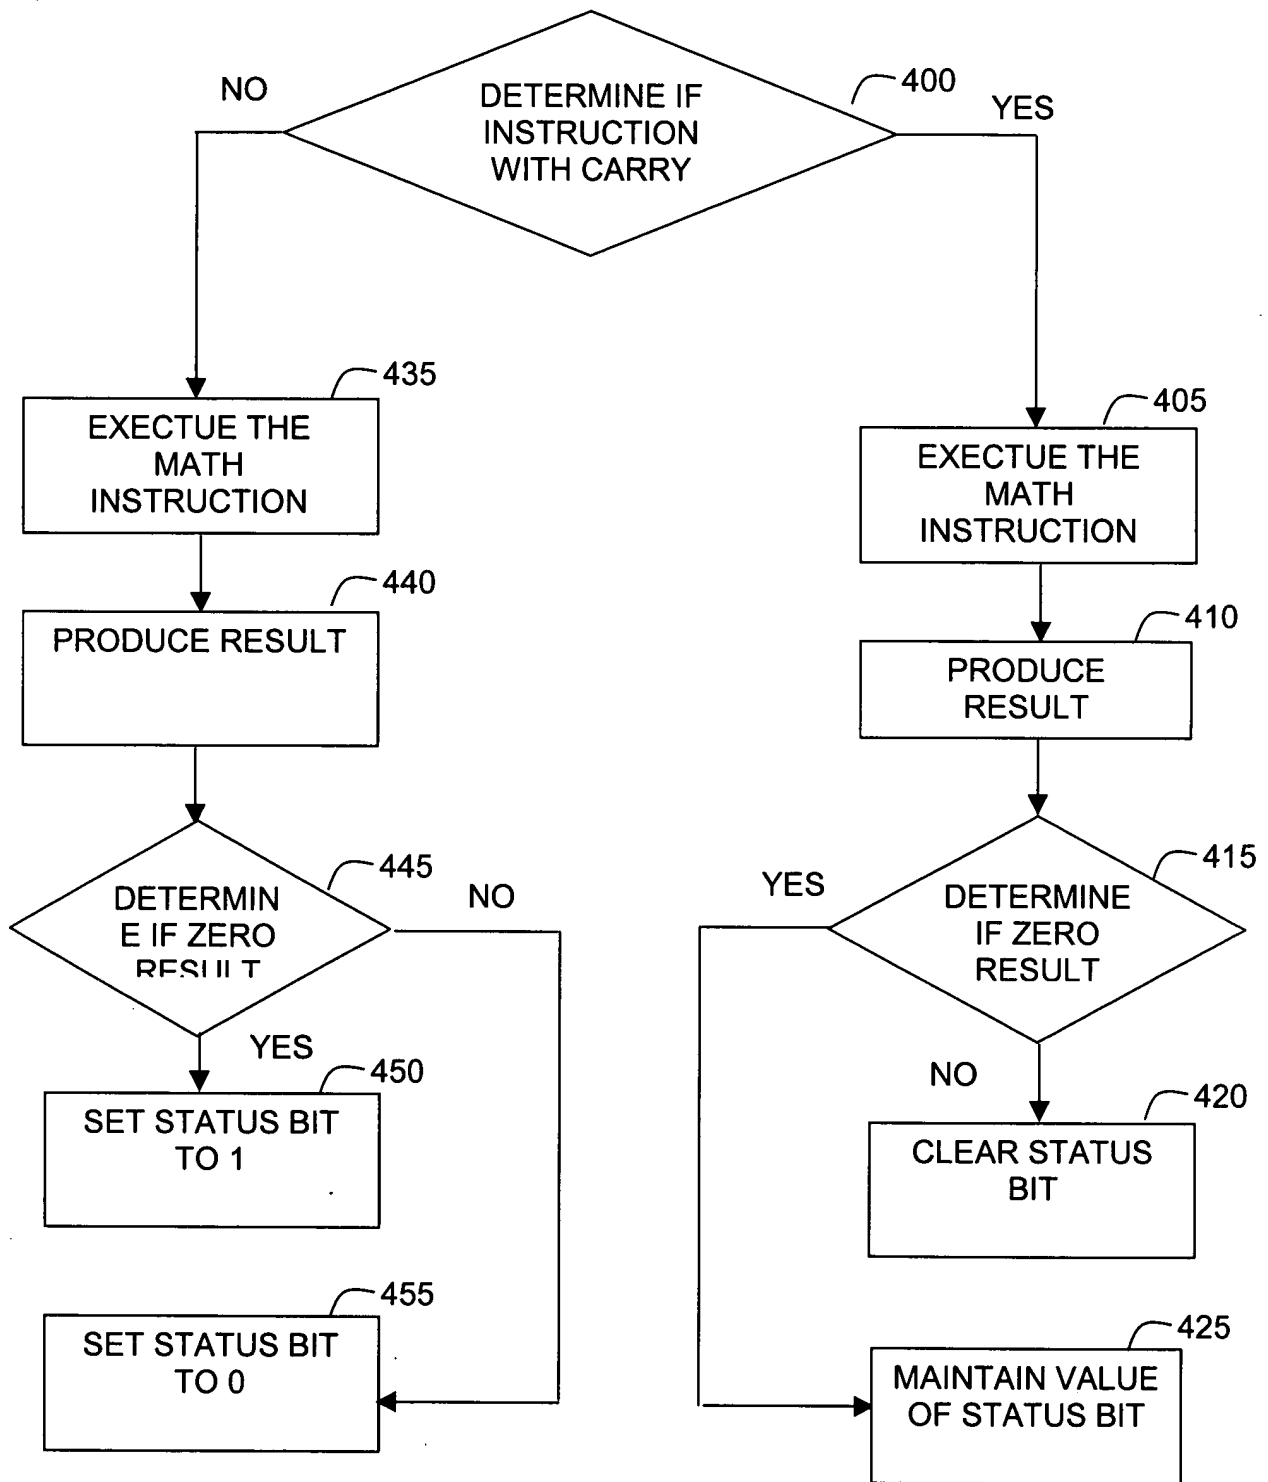 NO
DETERMINE IF
INSTRUCTION
WITH CARRY
400
YES
435
EXECTUE THE
MATH
INSTRUCTION
405
EXECTUE THE
MATH
INSTRUCTION
440
PRODUCE RESULT
410
PRODUCE
RESULT
445
DETERMIN
E IF ZERO
RESULT
NO
YES
415
DETERMINE
IF ZERO
RESULT
YES
450
SET STATUS BIT
TO 1
NO
420
CLEAR STATUS
BIT
455
SET STATUS BIT
TO 0
425
MAINTAIN VALUE
OF STATUS BIT